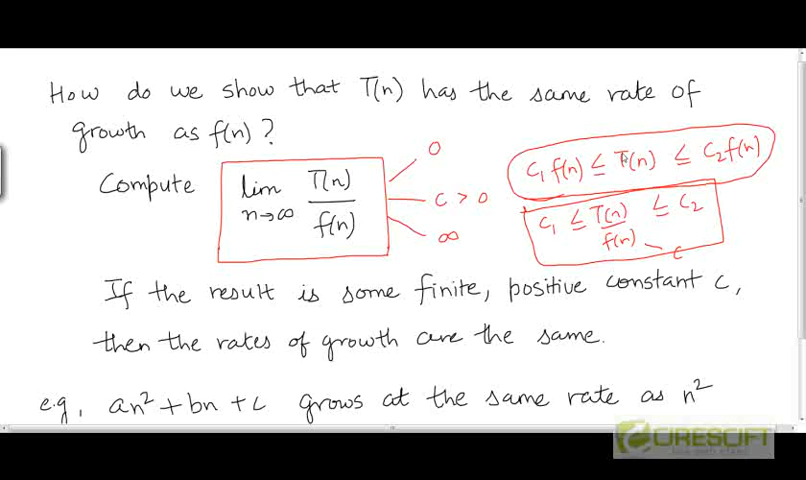 How do we show that T(n) has the same rate of
growth as f(n)?
Compute lim n→∞ T(n)/f(n)
0
c > 0
∞
C₁ f(n) ≤ T(n) ≤ C₂ f(n)
C₁ ≤ T(n)/f(n) ≤ C₂
c
If the result is some finite, positive constant c,
then the rates of growth are the same.
e.g, an² + bn + c grows at the same rate as n²